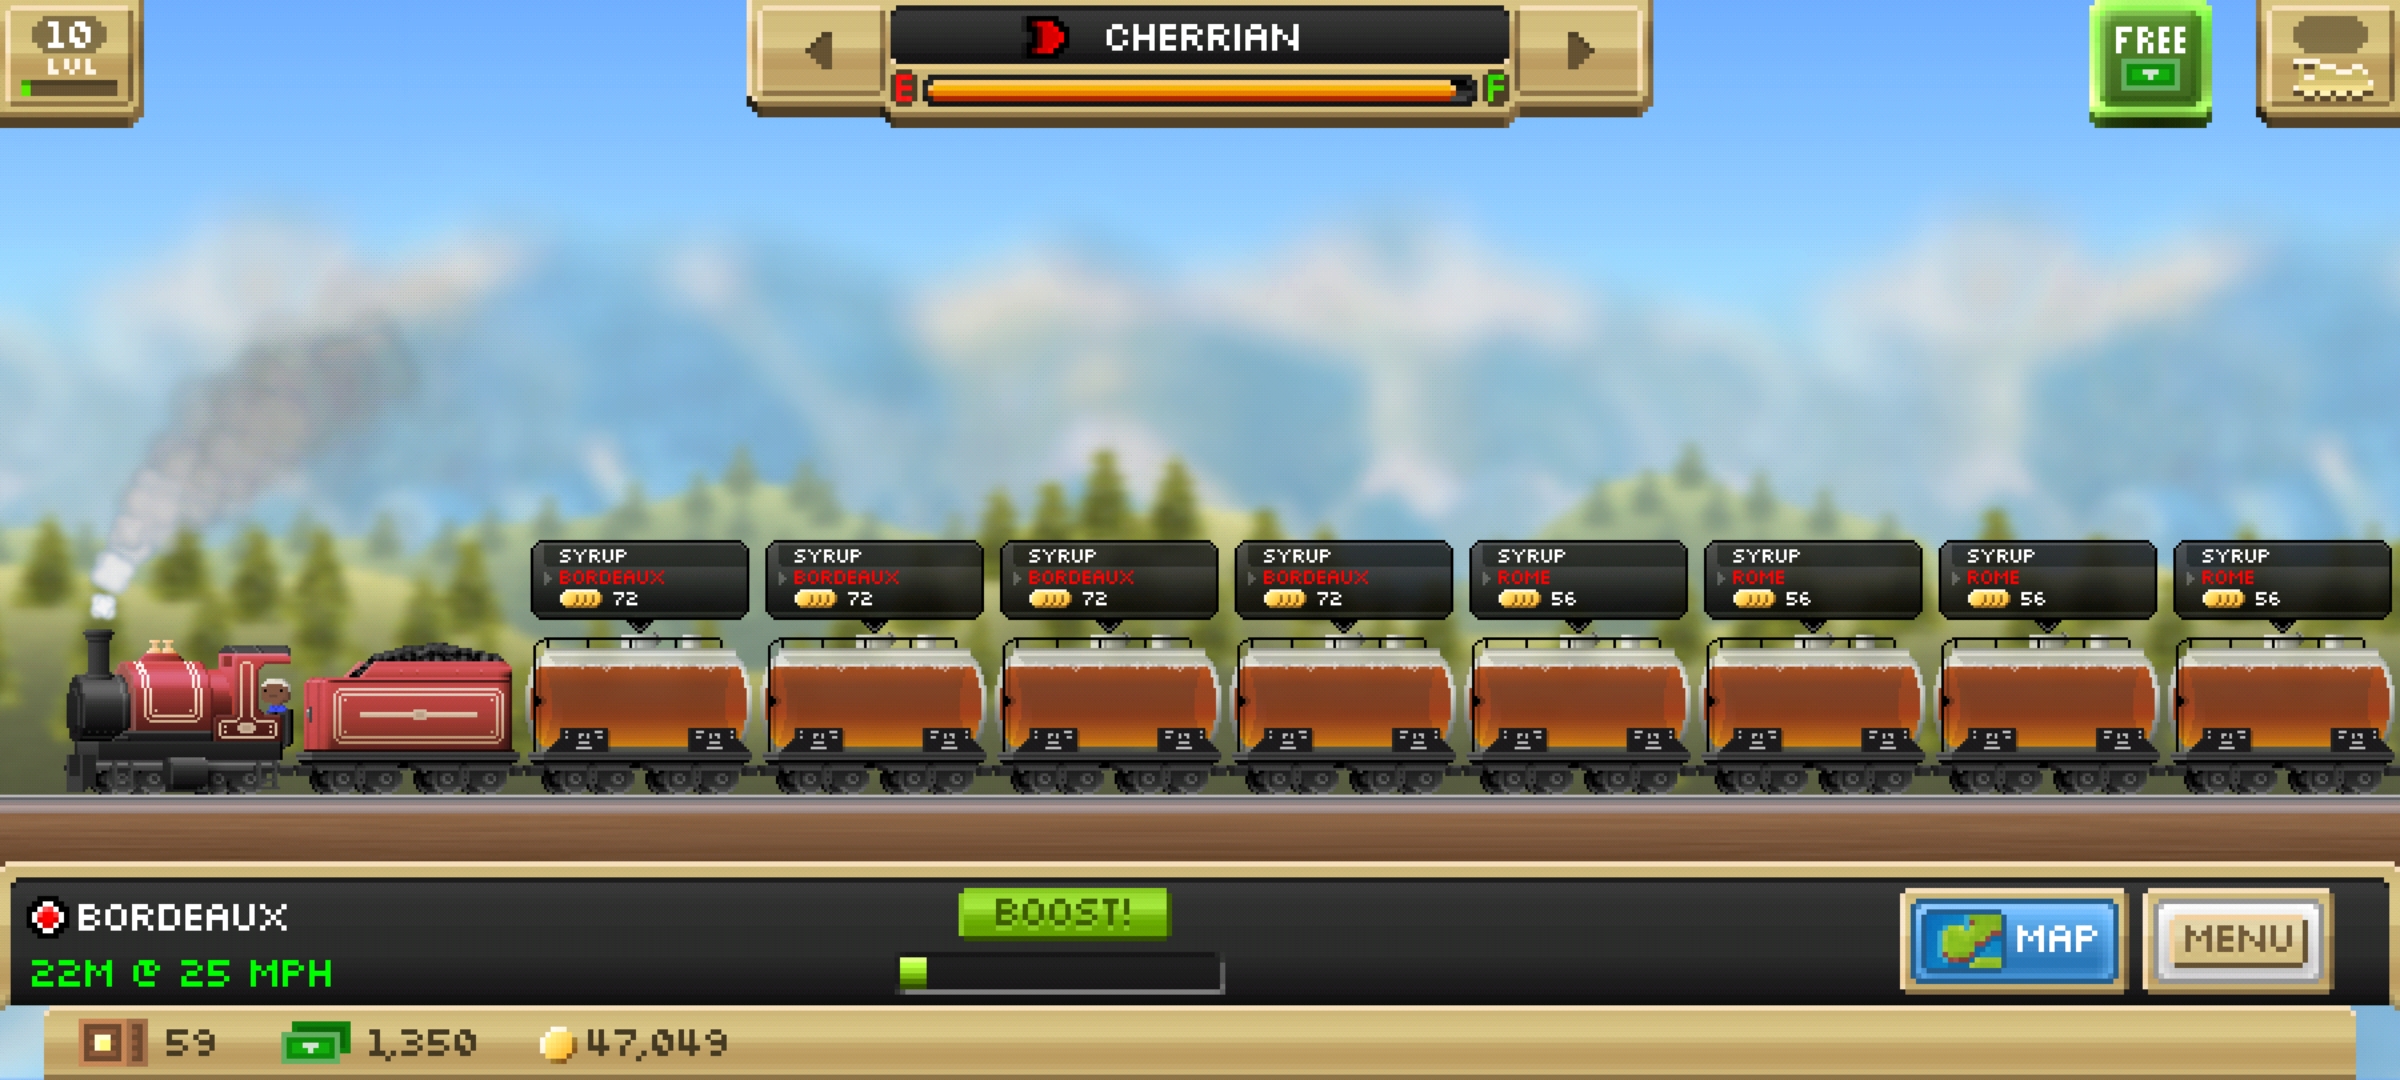 10
LVL
CHERRIAN
E F
FREE
SYRUP
BORDEAUX
72
SYRUP
BORDEAUX
72
SYRUP
BORDEAUX
72
SYRUP
BORDEAUX
72
SYRUP
ROME
56
SYRUP
ROME
56
SYRUP
ROME
56
SYRUP
ROME
56
BORDEAUX
22M @ 25 MPH
BOOST!
MAP
MENU
59
1,350
47,049